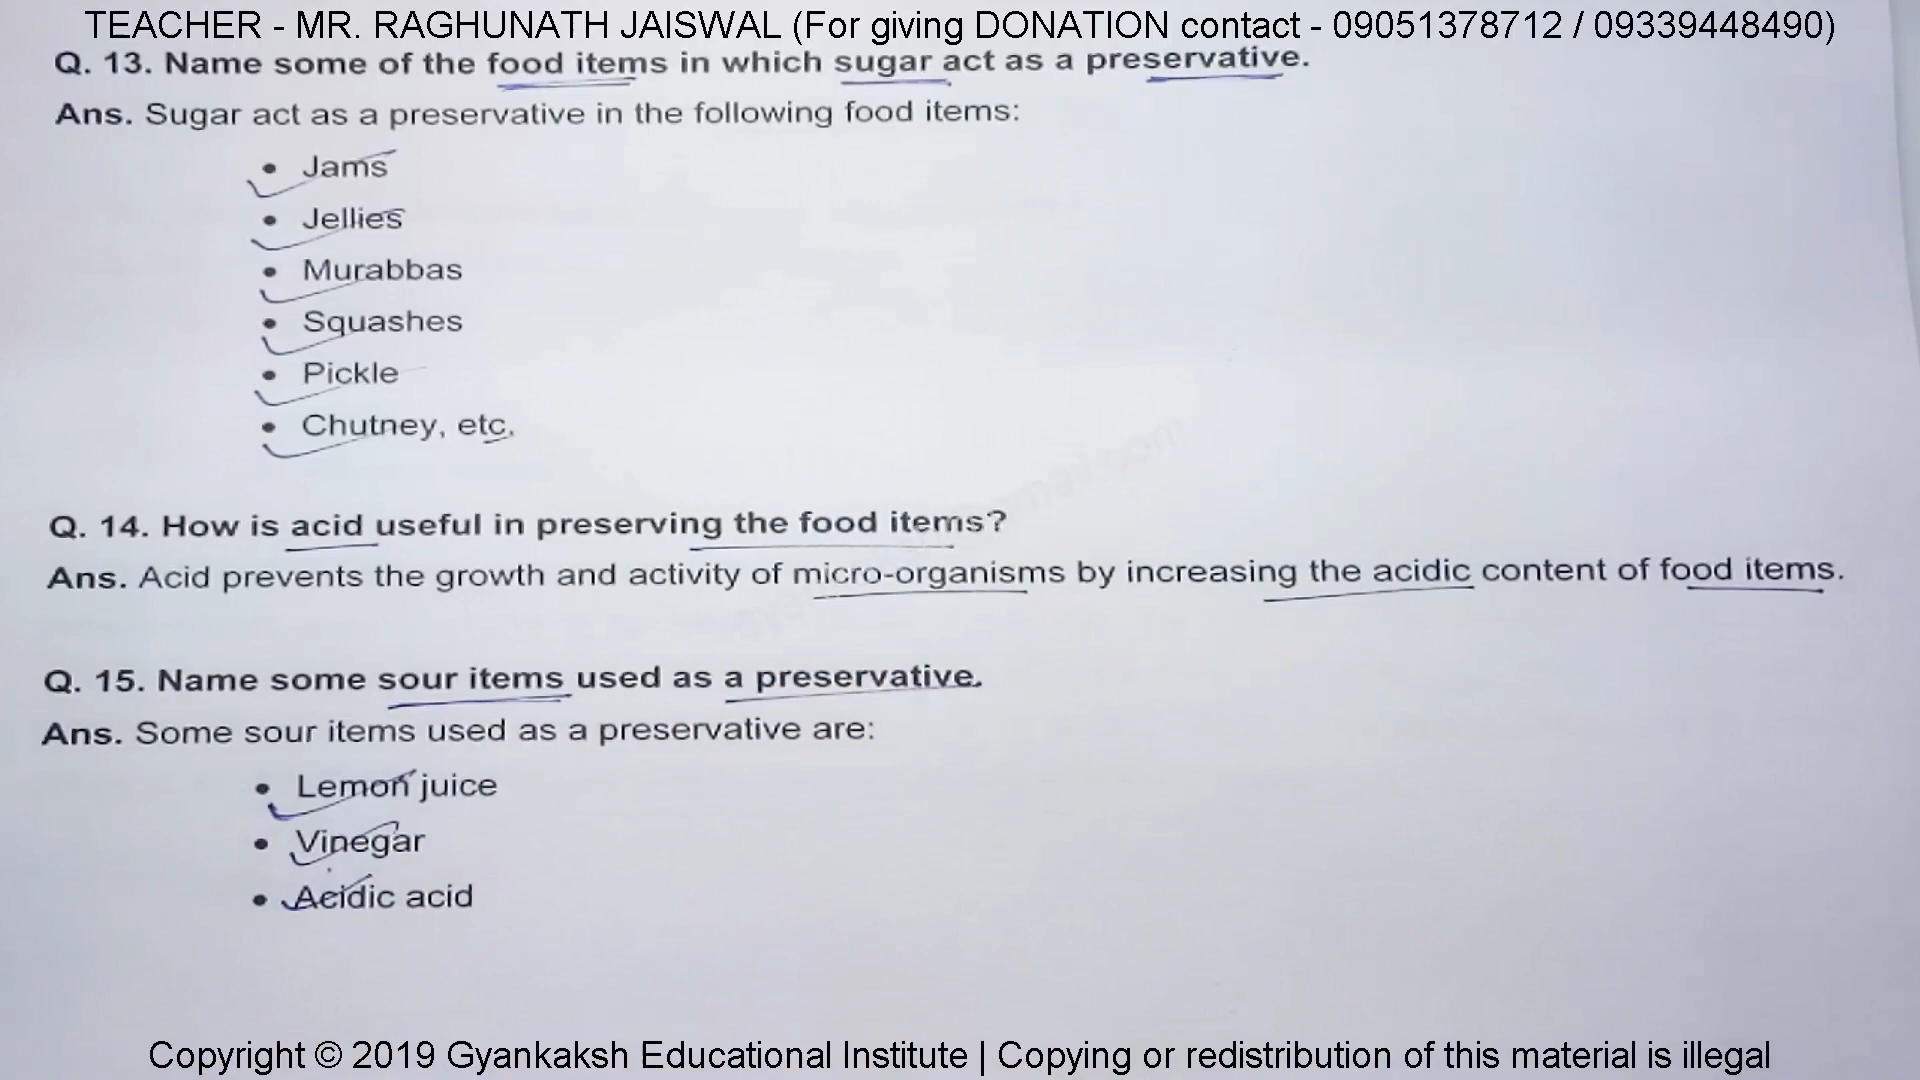 TEACHER - MR. RAGHUNATH JAISWAL (For giving DONATION contact - 09051378712 / 09339448490)
Q. 13. Name some of the food items in which sugar act as a preservative.
Ans. Sugar act as a preservative in the following food items:
• Jams
• Jellies
• Murabbas
• Squashes
• Pickle
• Chutney, etc.
Q. 14. How is acid useful in preserving the food items?
Ans. Acid prevents the growth and activity of micro-organisms by increasing the acidic content of food items.
Q. 15. Name some sour items used as a preservative.
Ans. Some sour items used as a preservative are:
• Lemon juice
• Vinegar
• Acidic acid
Copyright © 2019 Gyankaksh Educational Institute | Copying or redistribution of this material is illegal